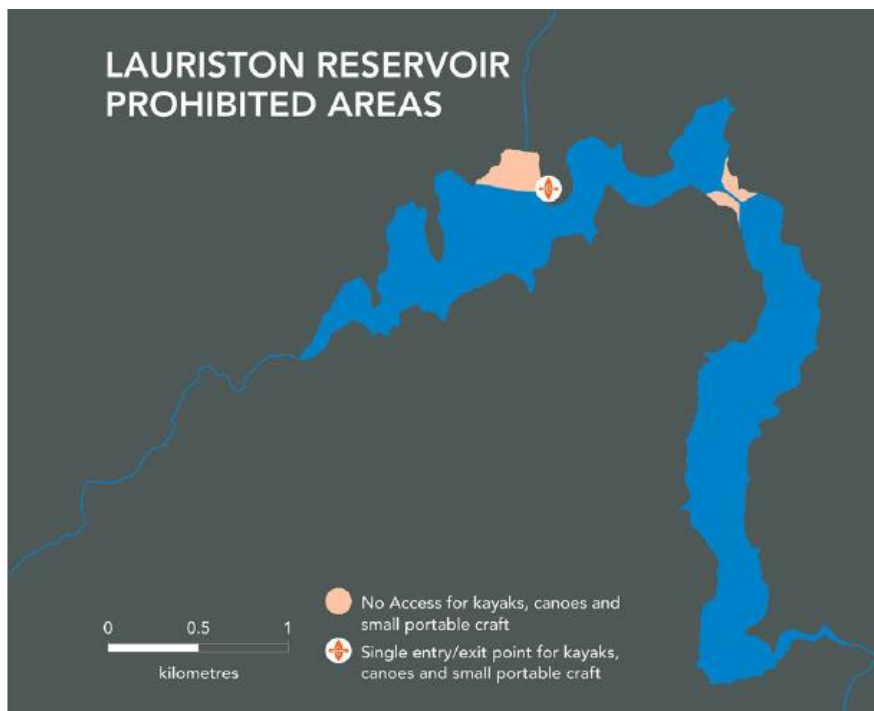 LAURISTON RESERVOIR
PROHIBITED AREAS
No Access for kayaks, canoes and
small portable craft
0 0.5 1
kilometres
Single entry/exit point for kayaks,
canoes and small portable craft